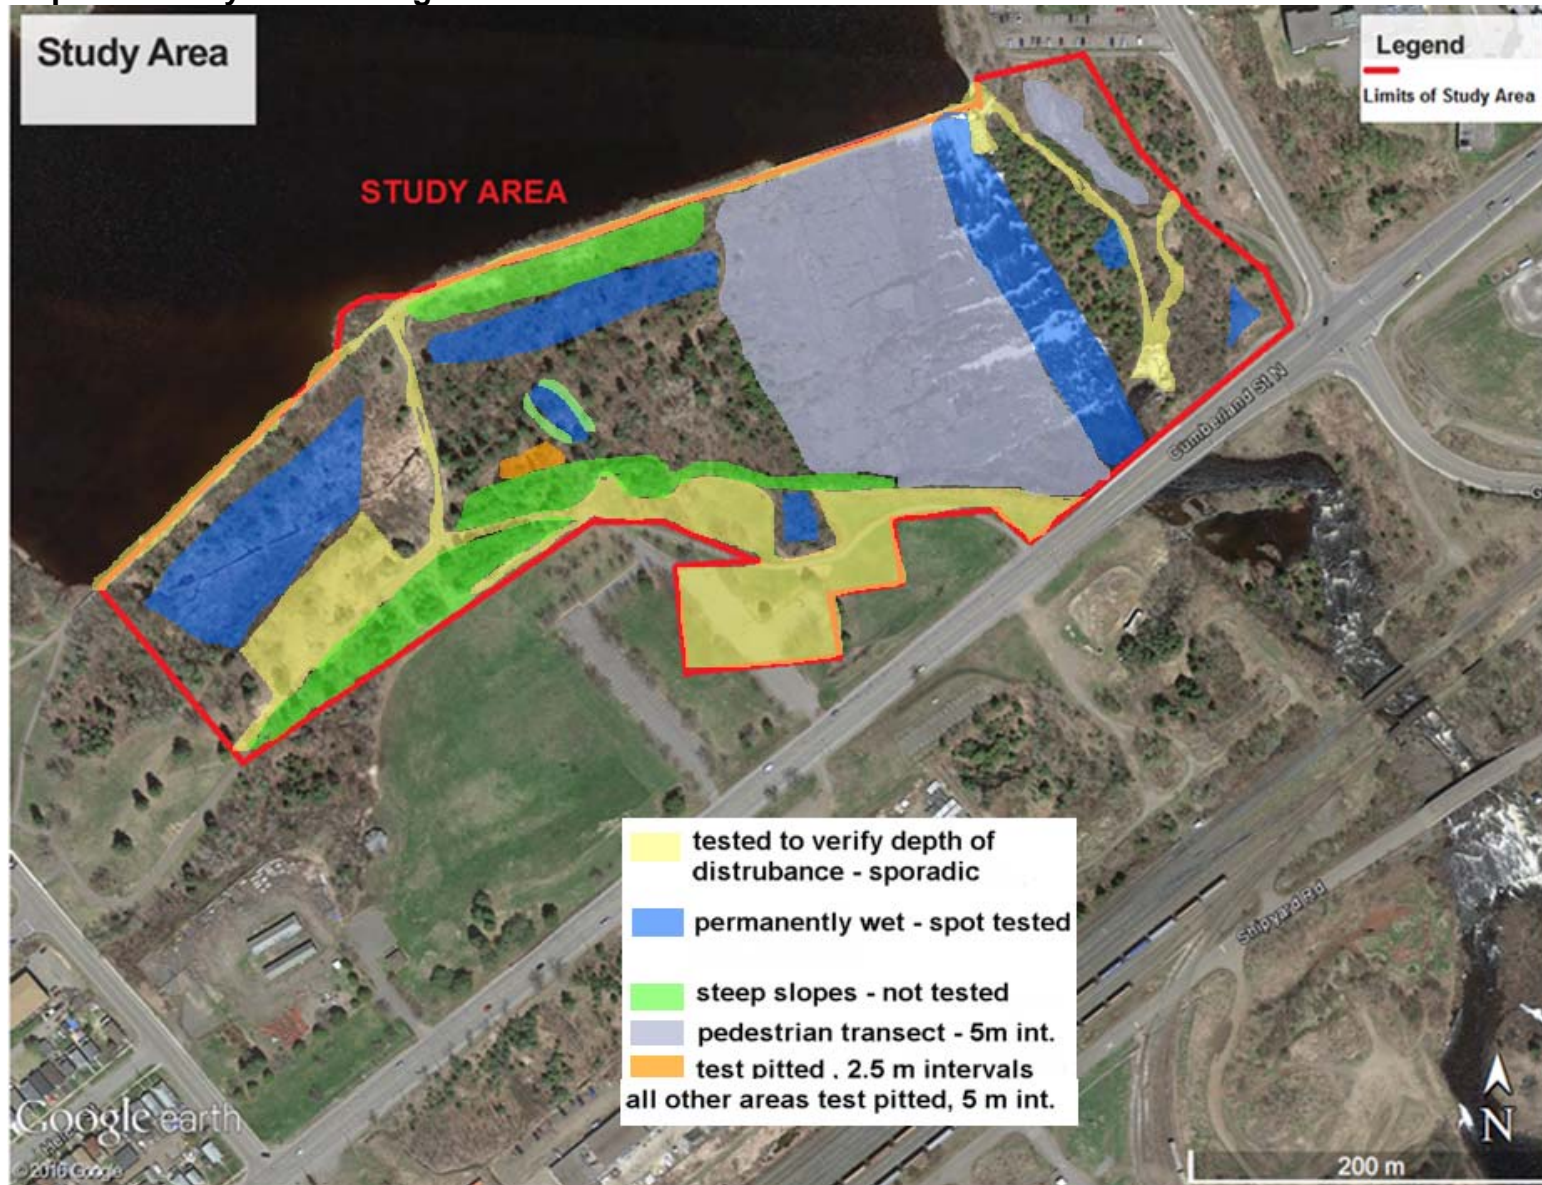 Study Area
Legend
Limits of Study Area
STUDY AREA
Cumberland St N
Shipyard Rd
tested to verify depth of
distrubance - sporadic
permanently wet - spot tested
steep slopes - not tested
pedestrian transect - 5m int.
test pitted , 2.5 m intervals
all other areas test pitted, 5 m int.
Google earth
© 2016 Google
N
200 m